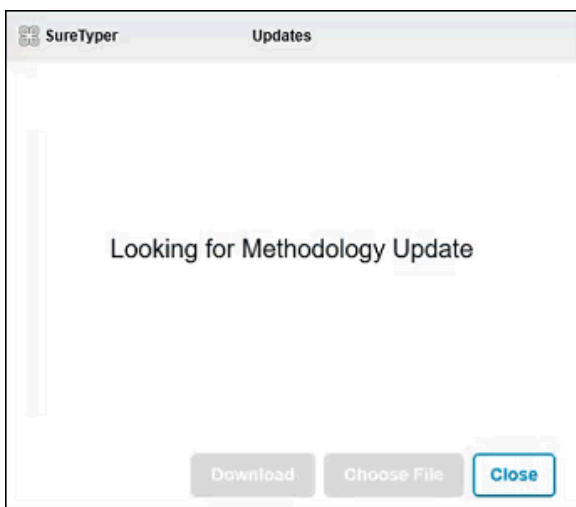 SureTyper Updates
Looking for Methodology Update
Download Choose File Close